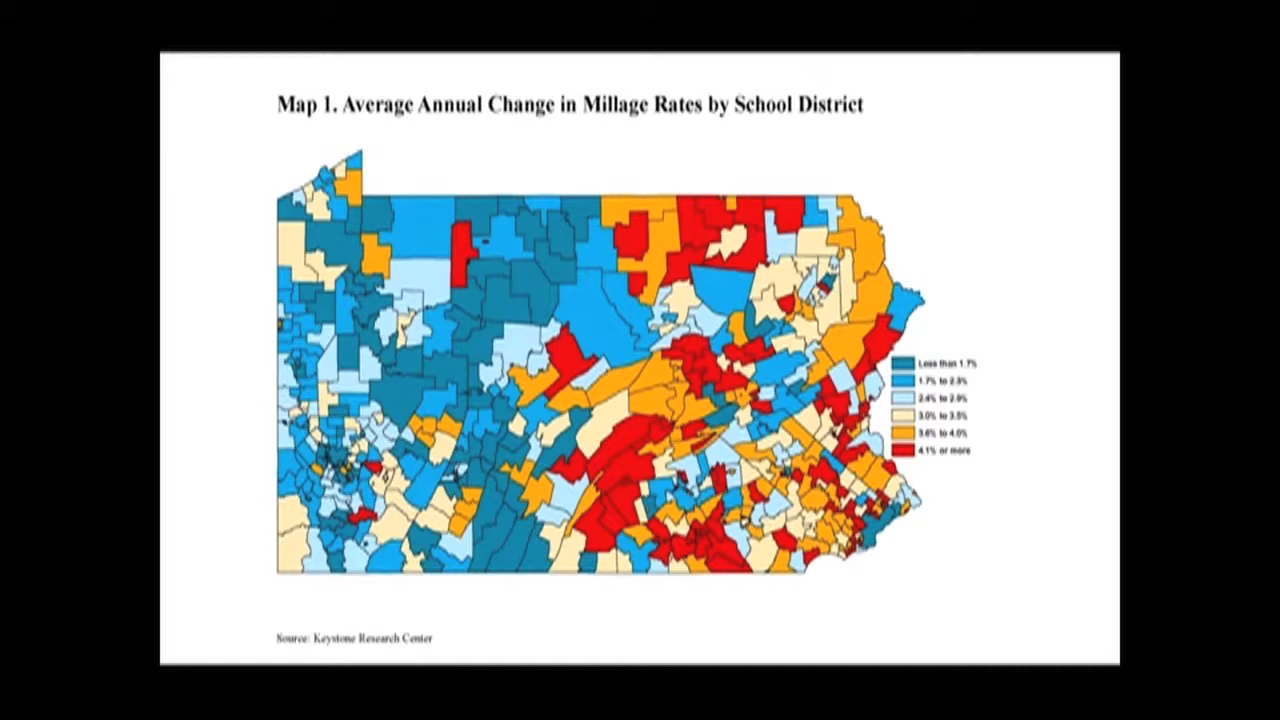 Map 1. Average Annual Change in Millage Rates by School District
Less than 1.7%
1.7% to 2.3%
2.4% to 2.9%
3.0% to 3.5%
3.6% to 4.0%
4.1% or more
Source: Keystone Research Center